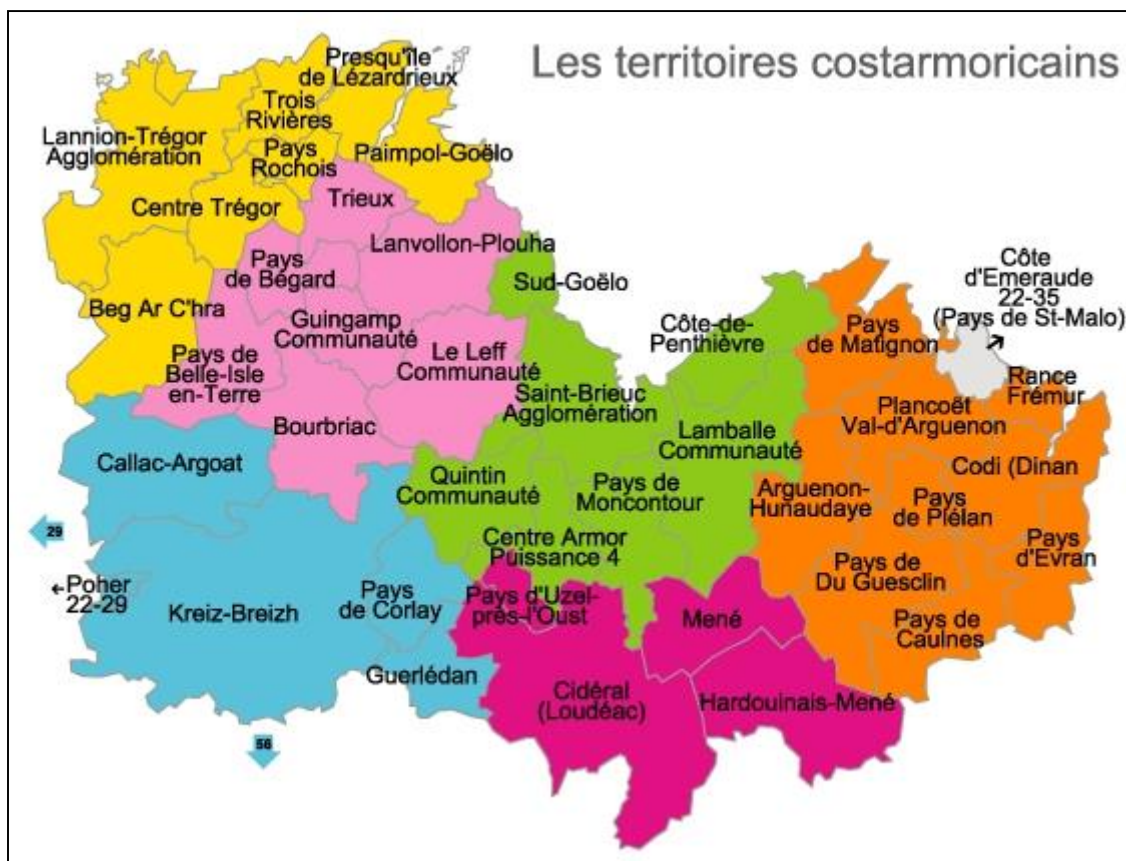 Les territoires costarmoricains
Presqu'île
de Lézardrieux
Trois
Rivières
Lannion-Trégor
Agglomération
Pays
Rochois
Paimpol-Goëlo
Centre Trégor
Trieux
Lanvollon-Plouha
Pays
de Bégard
Sud-Goëlo
Côte
d'Emeraude
22-35
(Pays de St-Malo)
Beg Ar C'hra
Guingamp
Communauté
Côte-de-
Penthièvre
Pays
de Matignon
Pays de
Belle-Isle
en-Terre
Le Leff
Communauté
Saint-Brieuc
Agglomération
Rance
Frémur
Plancoët
Val-d'Arguenon
Bourbriac
Lamballe
Communauté
Callac-Argoat
Quintin
Communauté
Pays de
Moncontour
Arguenon-
Hunaudaye
Codi (Dinan
Pays
de Plélan
29
Centre Armor
Puissance 4
Pays
d'Evran
Poher
22-29
Kreiz-Breizh
Pays
de Corlay
Pays d'Uzel-
près-l'Oust
Mené
Pays de
Du Guesclin
Pays de
Caulnes
Guerlédan
Cidéral
(Loudéac)
Hardouinais-Mené
56